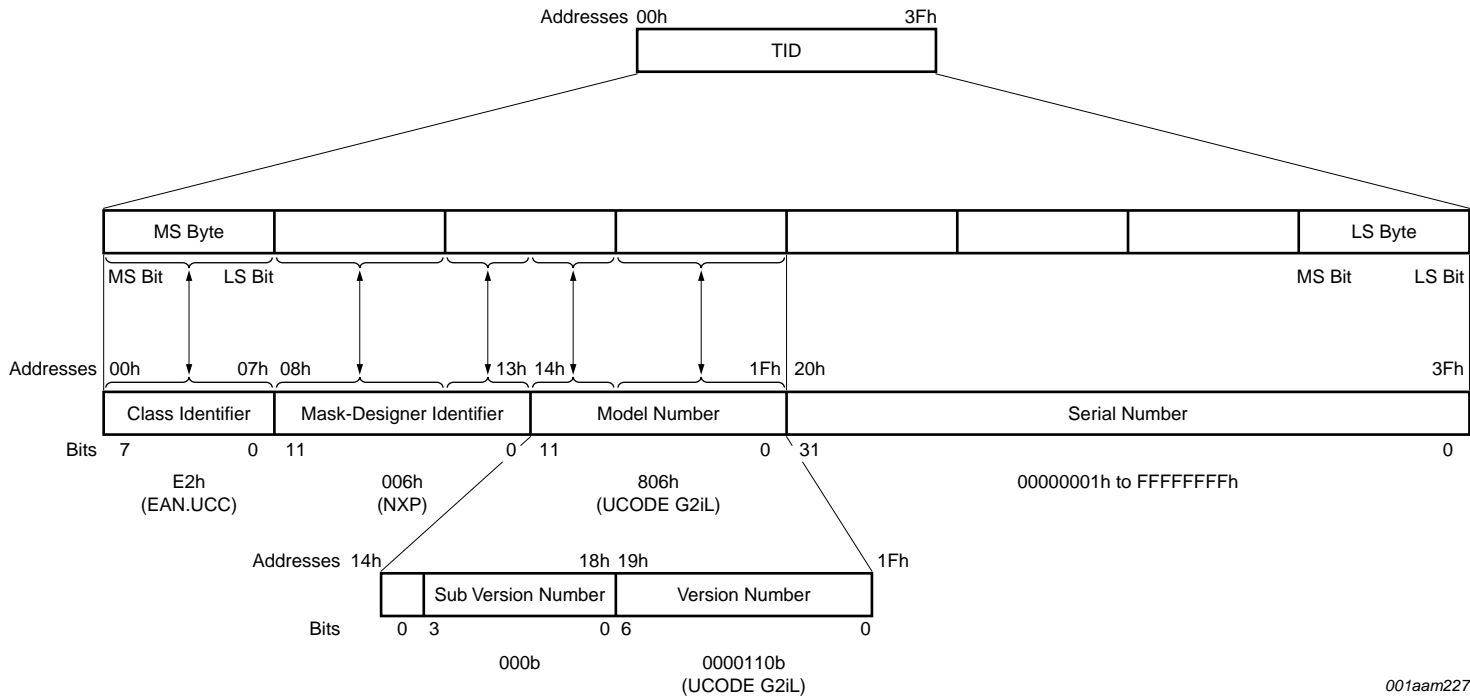 Addresses 00h 3Fh
TID
MS Byte LS Byte
MS Bit LS Bit MS Bit LS Bit
Addresses 00h 07h 08h 13h 14h 1Fh 20h 3Fh
Class Identifier Mask-Designer Identifier Model Number Serial Number
Bits 7 0 11 0 11 0 31 0
E2h 006h 806h 00000001h to FFFFFFFFh
(EAN.UCC) (NXP) (UCODE G2iL)
Addresses 14h 18h 19h 1Fh
Sub Version Number Version Number
Bits 0 3 0 6 0
000b 0000110b
(UCODE G2iL)
001aam227